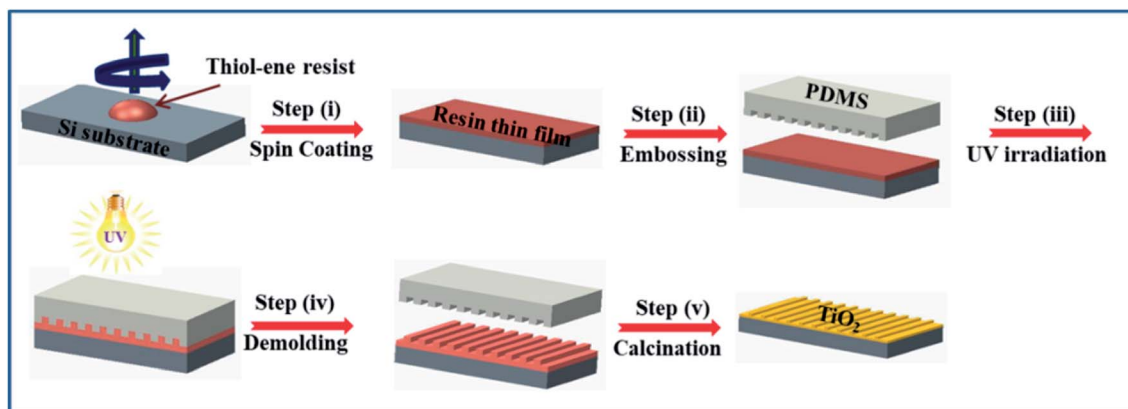 Thiol-ene resist
Si substrate
Step (i)
Spin Coating
Resin thin film
Step (ii)
Embossing
PDMS
Step (iii)
UV irradiation
UV
Step (iv)
Demolding
Step (v)
Calcination
TiO₂